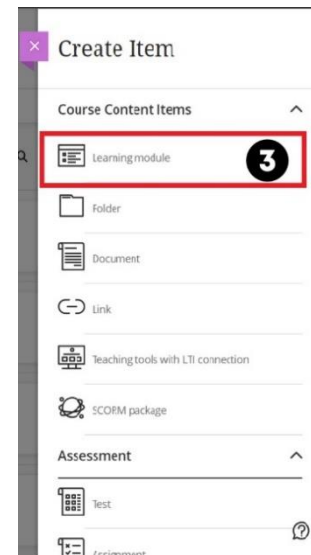 Create Item
Course Content Items
Learning module
3
Folder
Document
Link
Teaching tools with LTI connection
SCORM package
Assessment
Test
Assignment